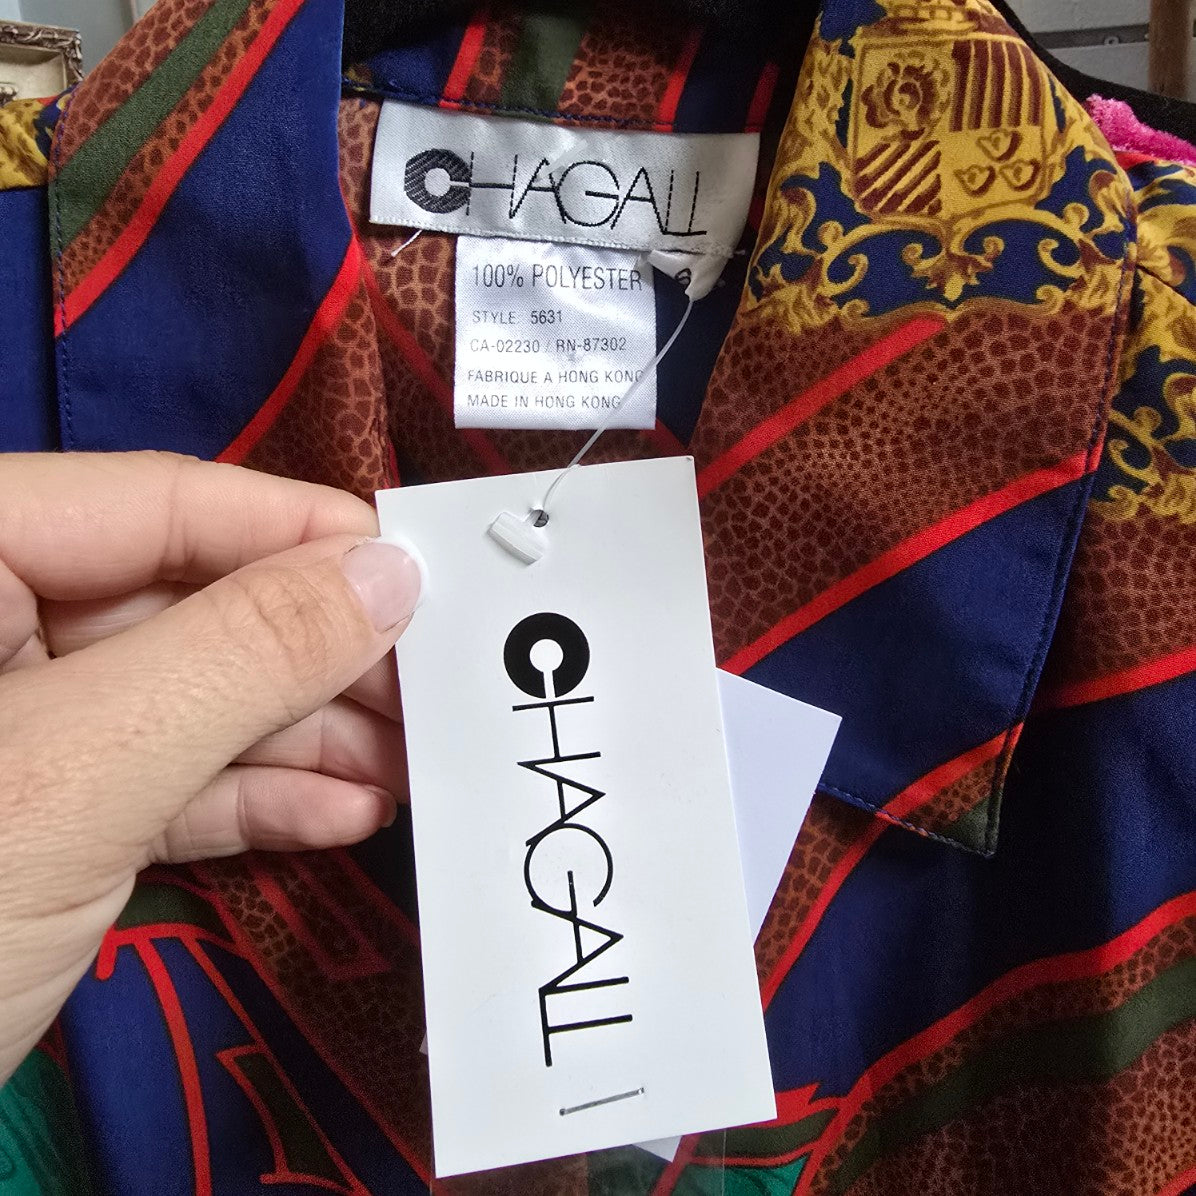 CHAGALL
100% POLYESTER
STYLE: 5631
CA-02230 / RN-87302
FABRIQUE A HONG KONG
MADE IN HONG KONG
CHAGALL